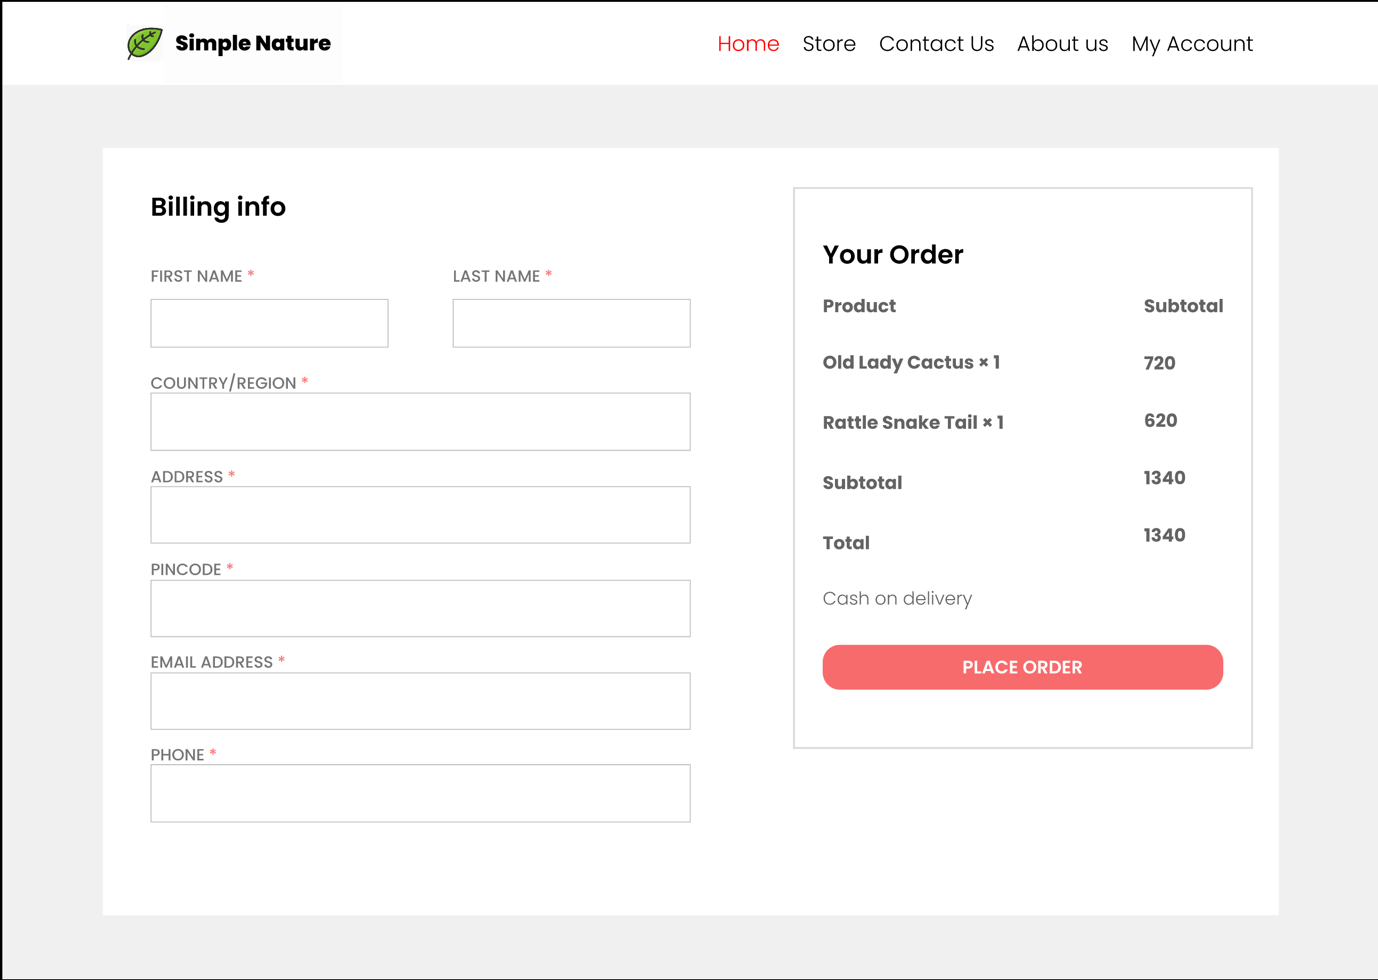 Simple Nature
Home Store Contact Us About us My Account
Billing info
FIRST NAME * LAST NAME *
COUNTRY/REGION *
ADDRESS *
PINCODE *
EMAIL ADDRESS *
PHONE *
Your Order
Product Subtotal
Old Lady Cactus × 1 720
Rattle Snake Tail × 1 620
Subtotal 1340
Total 1340
Cash on delivery
PLACE ORDER